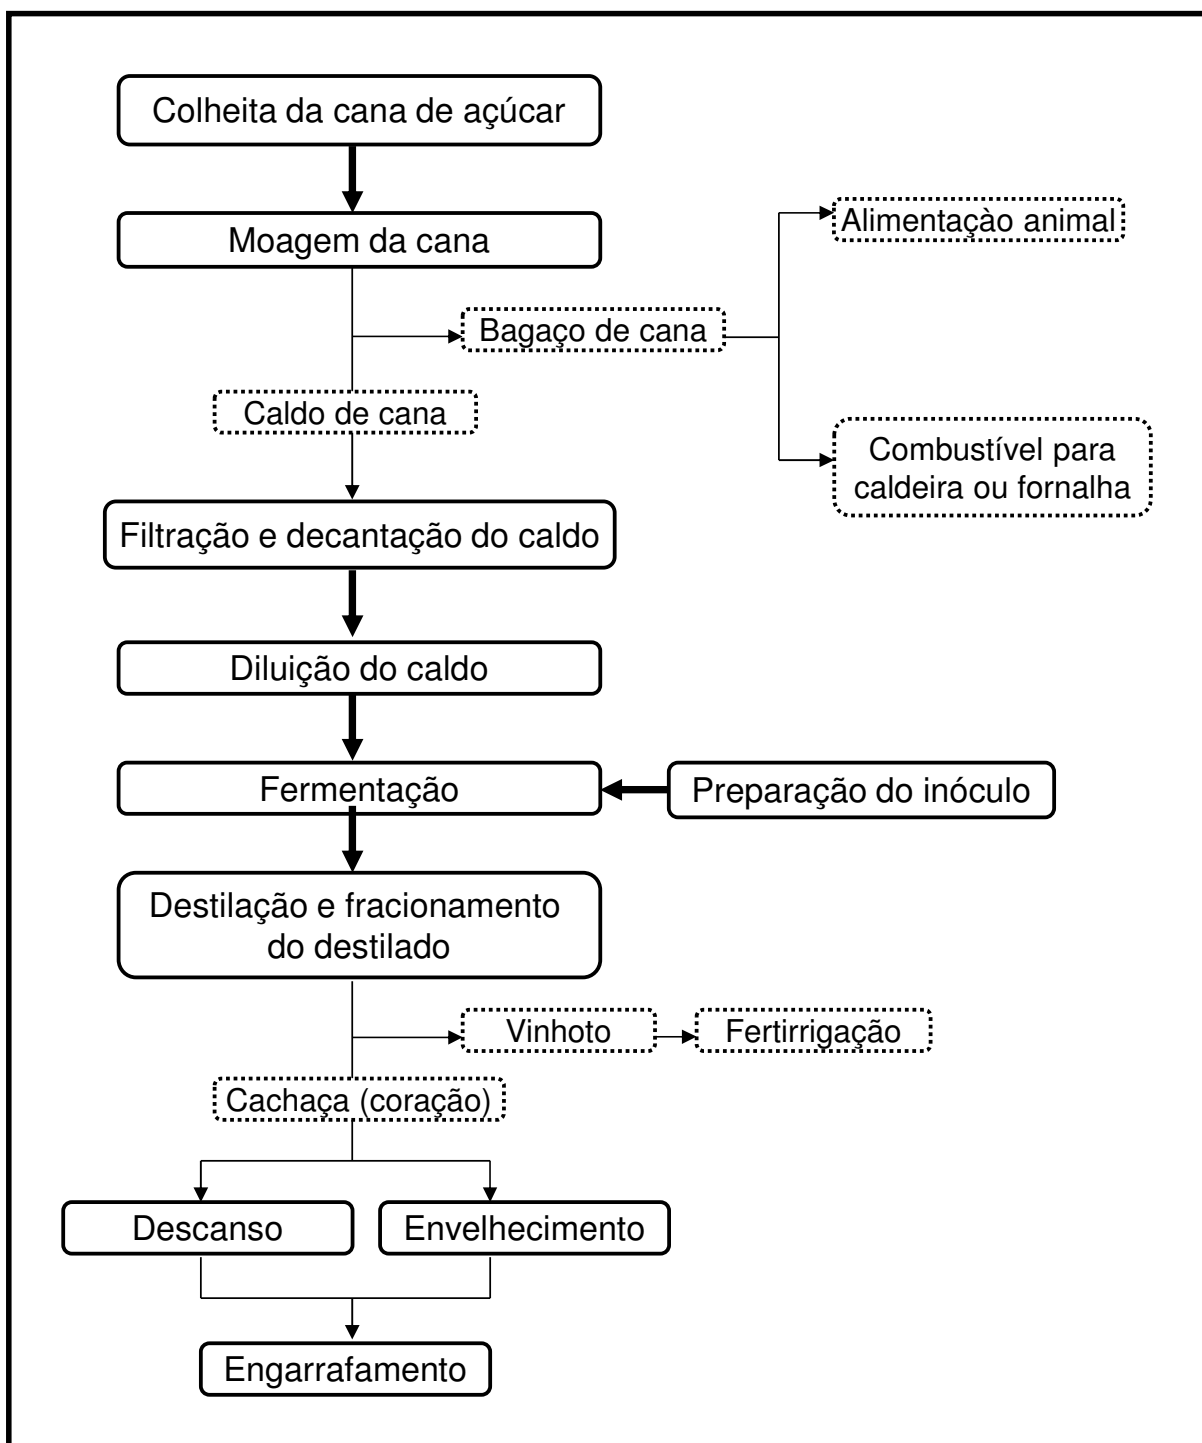 Colheita da cana de açúcar
Moagem da cana
Alimentaçào animal
Bagaço de cana
Caldo de cana
Combustível para
caldeira ou fornalha
Filtração e decantação do caldo
Diluição do caldo
Fermentação
Preparação do inóculo
Destilação e fracionamento
do destilado
Vinhoto
Fertirrigação
Cachaça (coração)
Descanso
Envelhecimento
Engarrafamento